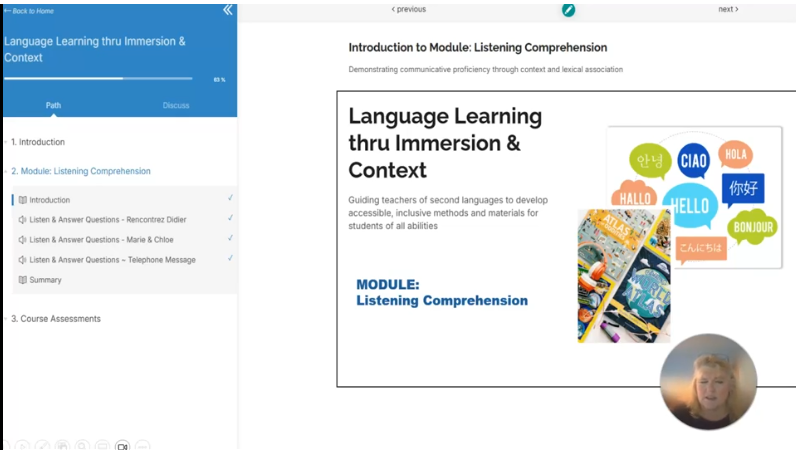 ← Back to Home
Language Learning thru Immersion &
Context
93 %
Path
Discuss
1. Introduction
2. Module: Listening Comprehension
Introduction
Listen & Answer Questions - Rencontrez Didier
Listen & Answer Questions - Marie & Chloe
Listen & Answer Questions – Telephone Message
Summary
3. Course Assessments
‹ previous
next ›
Introduction to Module: Listening Comprehension
Demonstrating communicative proficiency through context and lexical association
Language Learning
thru Immersion &
Context
Guiding teachers of second languages to develop
accessible, inclusive methods and materials for
students of all abilities
MODULE:
Listening Comprehension
안녕
CIAO
HOLA
HALLO
HELLO
你好
BONJOUR
こんにちは
ATLAS
ATLAS